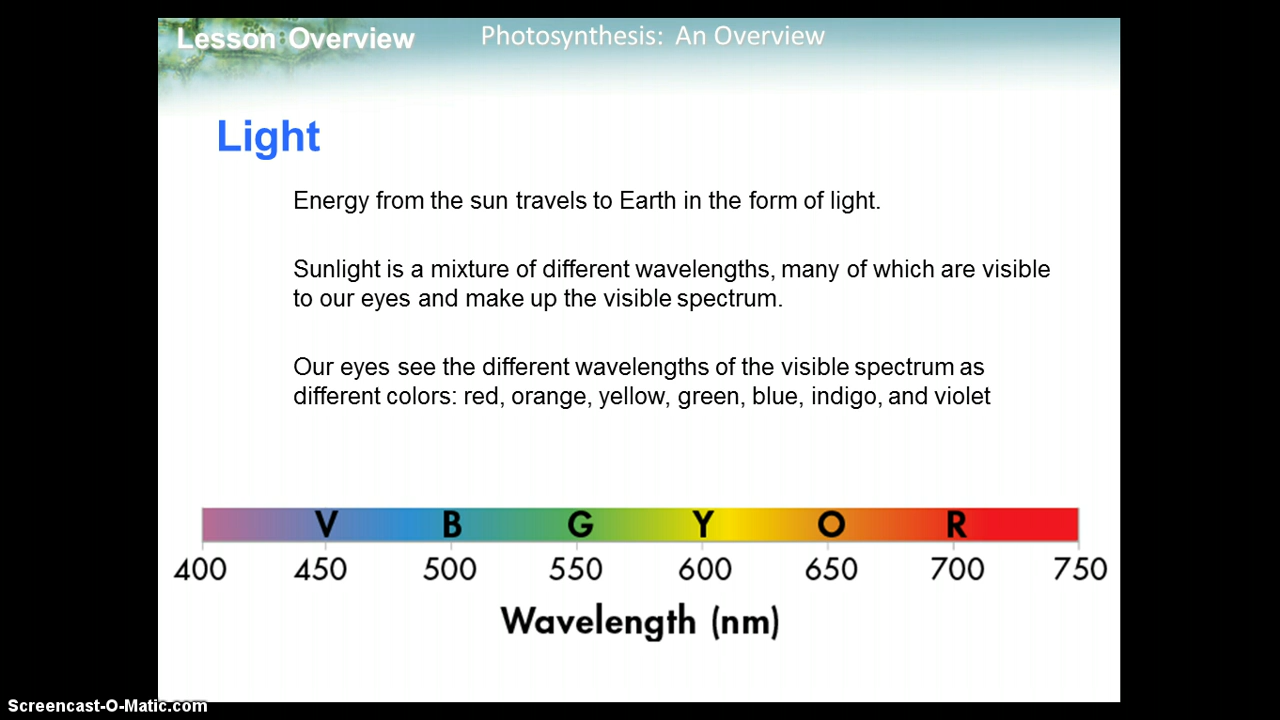 Lesson Overview
Photosynthesis: An Overview
Light
Energy from the sun travels to Earth in the form of light.
Sunlight is a mixture of different wavelengths, many of which are visible
to our eyes and make up the visible spectrum.
Our eyes see the different wavelengths of the visible spectrum as
different colors: red, orange, yellow, green, blue, indigo, and violet
V B G Y O R
400 450 500 550 600 650 700 750
Wavelength (nm)
Screencast-O-Matic.com